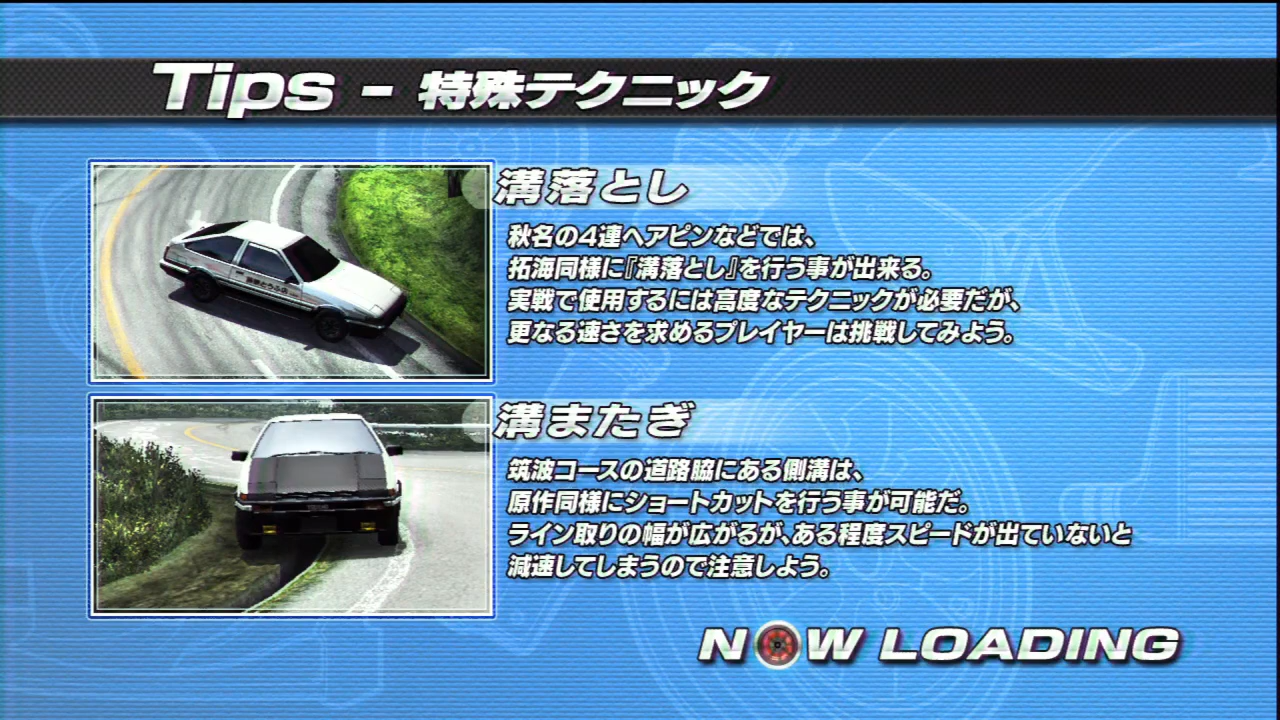 Tips - 特殊テクニック
溝落とし
秋名の4連ヘアピンなどでは、
拓海同様に『溝落とし』を行う事が出来る。
実戦で使用するには高度なテクニックが必要だが、
更なる速さを求めるプレイヤーは挑戦してみよう。
溝またぎ
筑波コースの道路脇にある側溝は、
原作同様にショートカットを行う事が可能だ。
ライン取りの幅が広がるが、ある程度スピードが出ていないと
減速してしまうので注意しよう。
NOW LOADING